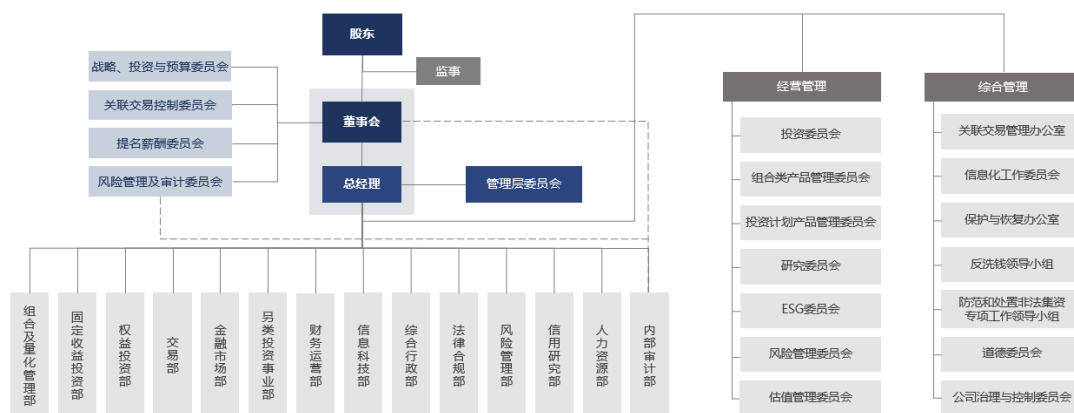 股东
监事
战略、投资与预算委员会
关联交易控制委员会
提名薪酬委员会
风险管理及审计委员会
董事会
总经理
管理层委员会
经营管理
投资委员会
组合类产品管理委员会
投资计划产品管理委员会
研究委员会
ESG委员会
风险管理委员会
估值管理委员会
综合管理
关联交易管理办公室
信息化工作委员会
保护与恢复办公室
反洗钱领导小组
防范和处置非法集资
专项工作领导小组
道德委员会
公司治理与控制委员会
组合及量化管理部
固定收益投资部
权益投资部
交易部
金融市场部
另类投资事业部
财务运营部
信息科技部
综合行政部
法律合规部
风险管理部
信用研究部
人力资源部
内部审计部